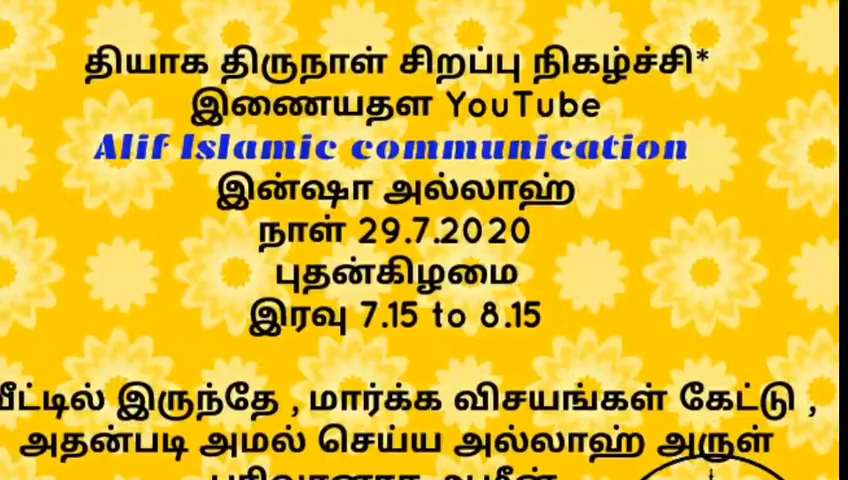 தியாக திருநாள் சிறப்பு நிகழ்ச்சி*
இணையதள YouTube
Alif Islamic communication
இன்ஷா அல்லாஹ்
நாள் 29.7.2020
புதன்கிழமை
இரவு 7.15 to 8.15
வீட்டில் இருந்தே , மார்க்க விசயங்கள் கேட்டு ,
அதன்படி அமல் செய்ய அல்லாஹ் அருள்